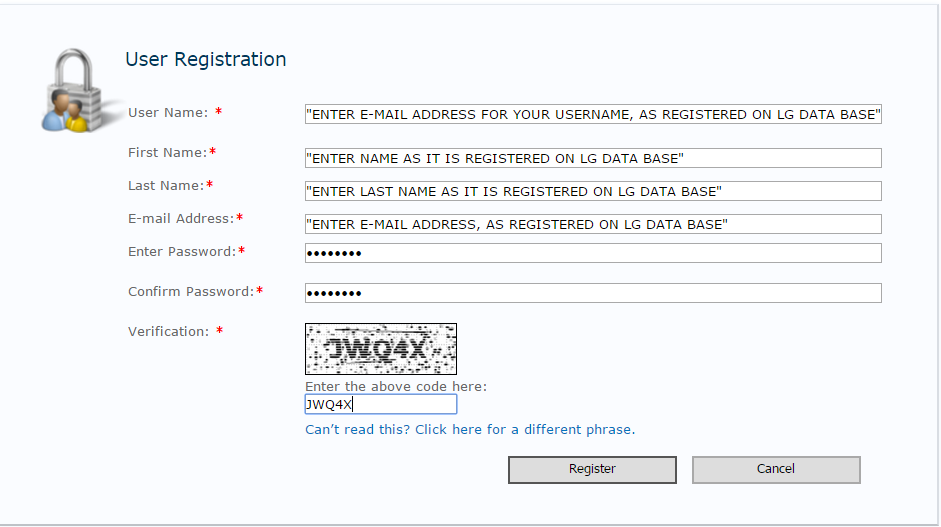 User Registration
User Name: * "ENTER E-MAIL ADDRESS FOR YOUR USERNAME, AS REGISTERED ON LG DATA BASE"
First Name:* "ENTER NAME AS IT IS REGISTERED ON LG DATA BASE"
Last Name:* "ENTER LAST NAME AS IT IS REGISTERED ON LG DATA BASE"
E-mail Address:* "ENTER E-MAIL ADDRESS, AS REGISTERED ON LG DATA BASE"
Enter Password:* ••••••••
Confirm Password:* ••••••••
Verification: * JWQ4X
Enter the above code here:
JWQ4X
Can't read this? Click here for a different phrase.
Register Cancel